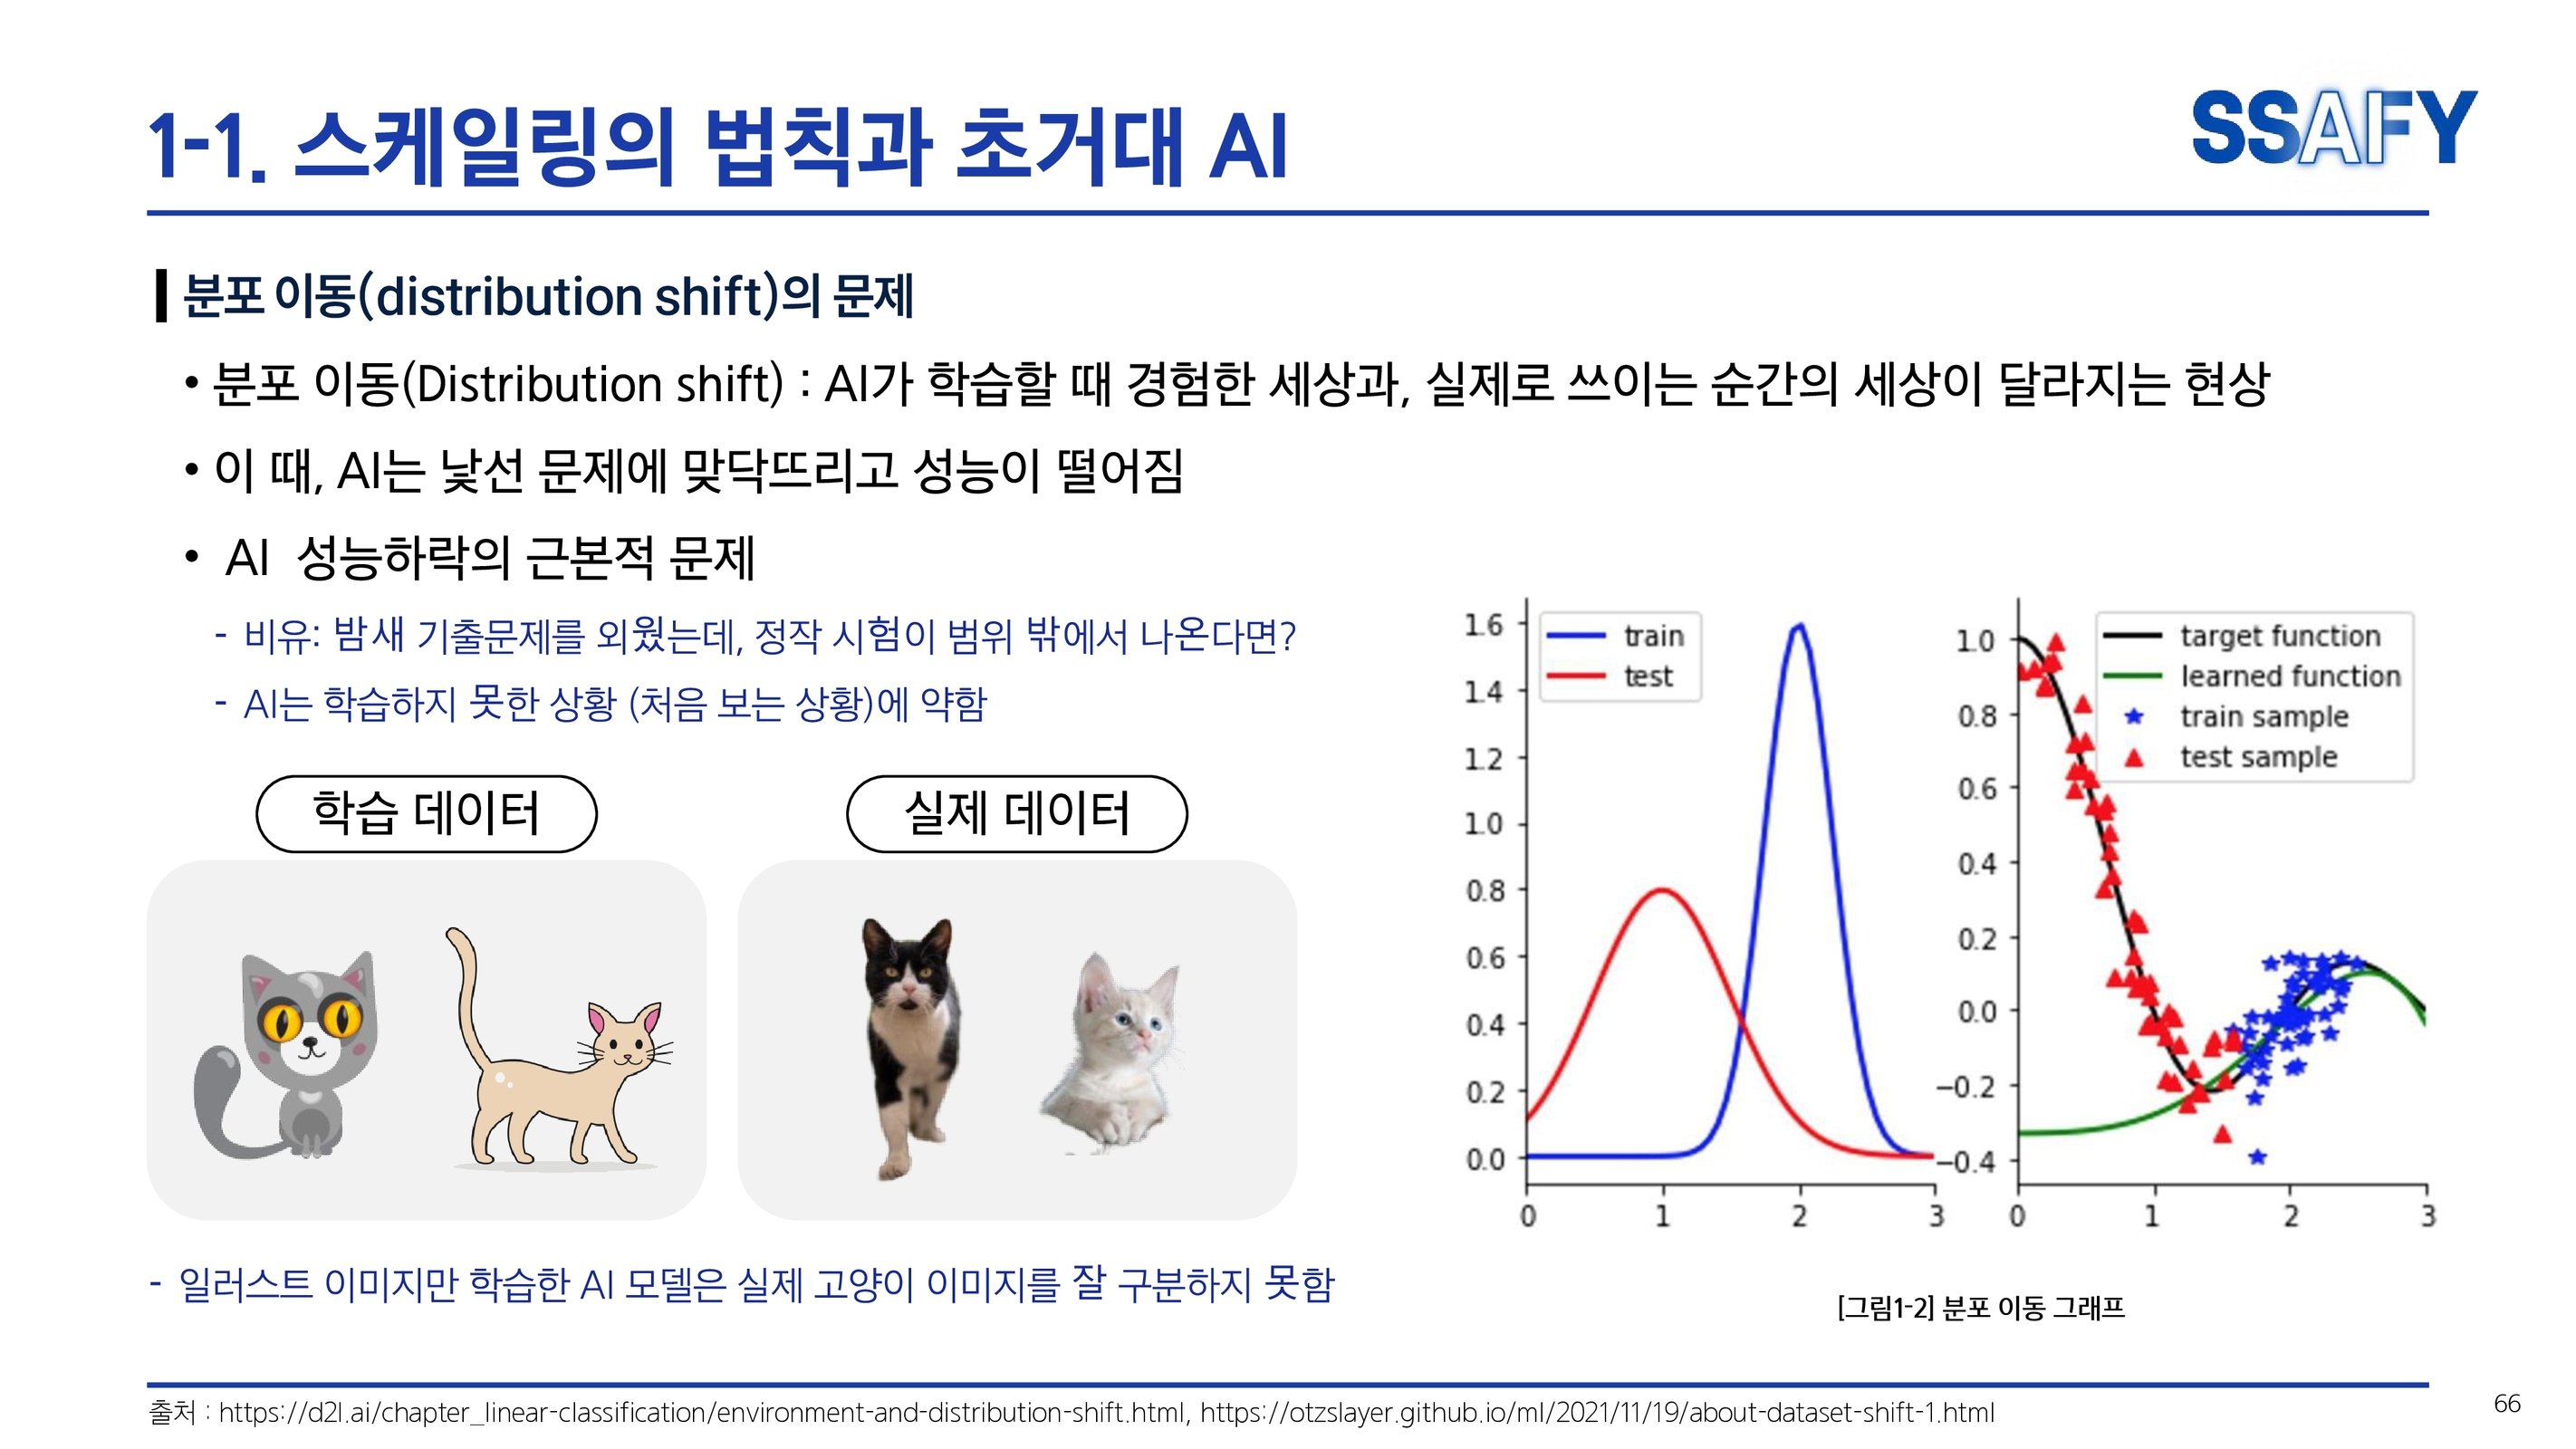 1-1. 스케일링의 법칙과 초거대 AI
SSAFY
분포 이동(distribution shift)의 문제
• 분포 이동(Distribution shift) : AI가 학습할 때 경험한 세상과, 실제로 쓰이는 순간의 세상이 달라지는 현상
• 이 때, AI는 낯선 문제에 맞닥뜨리고 성능이 떨어짐
• AI 성능하락의 근본적 문제
- 비유: 밤새 기출문제를 외웠는데, 정작 시험이 범위 밖에서 나온다면?
- AI는 학습하지 못한 상황 (처음 보는 상황)에 약함
학습 데이터
실제 데이터
- 일러스트 이미지만 학습한 AI 모델은 실제 고양이 이미지를 잘 구분하지 못함
train
test
1.6
1.4
1.2
1.0
0.8
0.6
0.4
0.2
0.0
0 1 2 3
target function
learned function
train sample
test sample
1.0
0.8
0.6
0.4
0.2
0.0
−0.2
−0.4
0 1 2 3
[그림1-2] 분포 이동 그래프
출처 : https://d2l.ai/chapter_linear-classification/environment-and-distribution-shift.html, https://otzslayer.github.io/ml/2021/11/19/about-dataset-shift-1.html
66